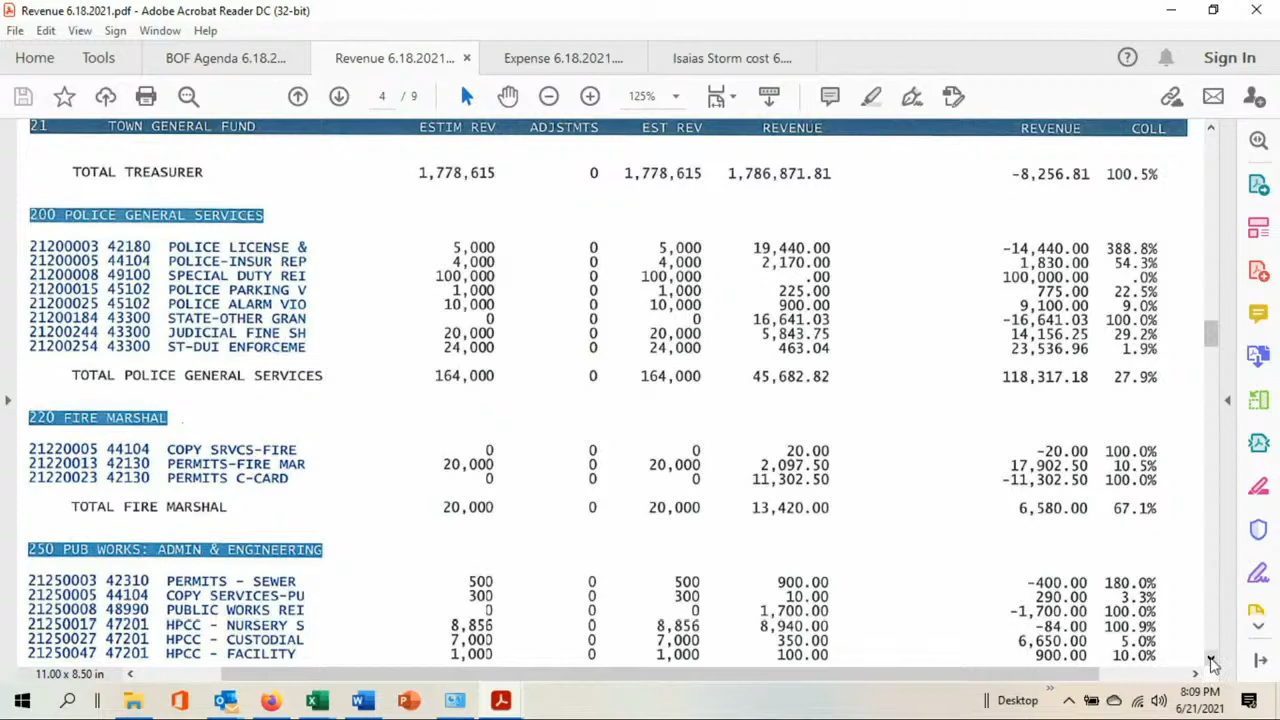 Revenue 6.18.2021.pdf - Adobe Acrobat Reader DC (32-bit)
File Edit View Sign Window Help
Home Tools BOF Agenda 6.18.2... Revenue 6.18.2021... × Expense 6.18.2021.... Isaias Storm cost 6.... Sign In
4 / 9 125%
21 TOWN GENERAL FUND ESTIM REV ADJSTMTS EST REV REVENUE REVENUE COLL
TOTAL TREASURER 1,778,615 0 1,778,615 1,786,871.81 -8,256.81 100.5%
200 POLICE GENERAL SERVICES
21200003 42180 POLICE LICENSE & 5,000 0 5,000 19,440.00 -14,440.00 388.8%
21200005 44104 POLICE-INSUR REP 4,000 0 4,000 2,170.00 1,830.00 54.3%
21200008 49100 SPECIAL DUTY REI 100,000 0 100,000 .00 100,000.00 .0%
21200015 45102 POLICE PARKING V 1,000 0 1,000 225.00 775.00 22.5%
21200025 45102 POLICE ALARM VIO 10,000 0 10,000 900.00 9,100.00 9.0%
21200184 43300 STATE-OTHER GRAN 0 0 0 16,641.03 -16,641.03 100.0%
21200244 43300 JUDICIAL FINE SH 20,000 0 20,000 5,843.75 14,156.25 29.2%
21200254 43300 ST-DUI ENFORCEME 24,000 0 24,000 463.04 23,536.96 1.9%
TOTAL POLICE GENERAL SERVICES 164,000 0 164,000 45,682.82 118,317.18 27.9%
220 FIRE MARSHAL
21220005 44104 COPY SRVCS-FIRE 0 0 0 20.00 -20.00 100.0%
21220013 42130 PERMITS-FIRE MAR 20,000 0 20,000 2,097.50 17,902.50 10.5%
21220023 42130 PERMITS C-CARD 0 0 0 11,302.50 -11,302.50 100.0%
TOTAL FIRE MARSHAL 20,000 0 20,000 13,420.00 6,580.00 67.1%
250 PUB WORKS: ADMIN & ENGINEERING
21250003 42310 PERMITS - SEWER 500 0 500 900.00 -400.00 180.0%
21250005 44104 COPY SERVICES-PU 300 0 300 10.00 290.00 3.3%
21250008 48990 PUBLIC WORKS REI 0 0 0 1,700.00 -1,700.00 100.0%
21250017 47201 HPCC - NURSERY S 8,856 0 8,856 8,940.00 -84.00 100.9%
21250027 47201 HPCC - CUSTODIAL 7,000 0 7,000 350.00 6,650.00 5.0%
21250047 47201 HPCC - FACILITY 1,000 0 1,000 100.00 900.00 10.0%
11.00 x 8.50 in
Desktop 8:09 PM
6/21/2021